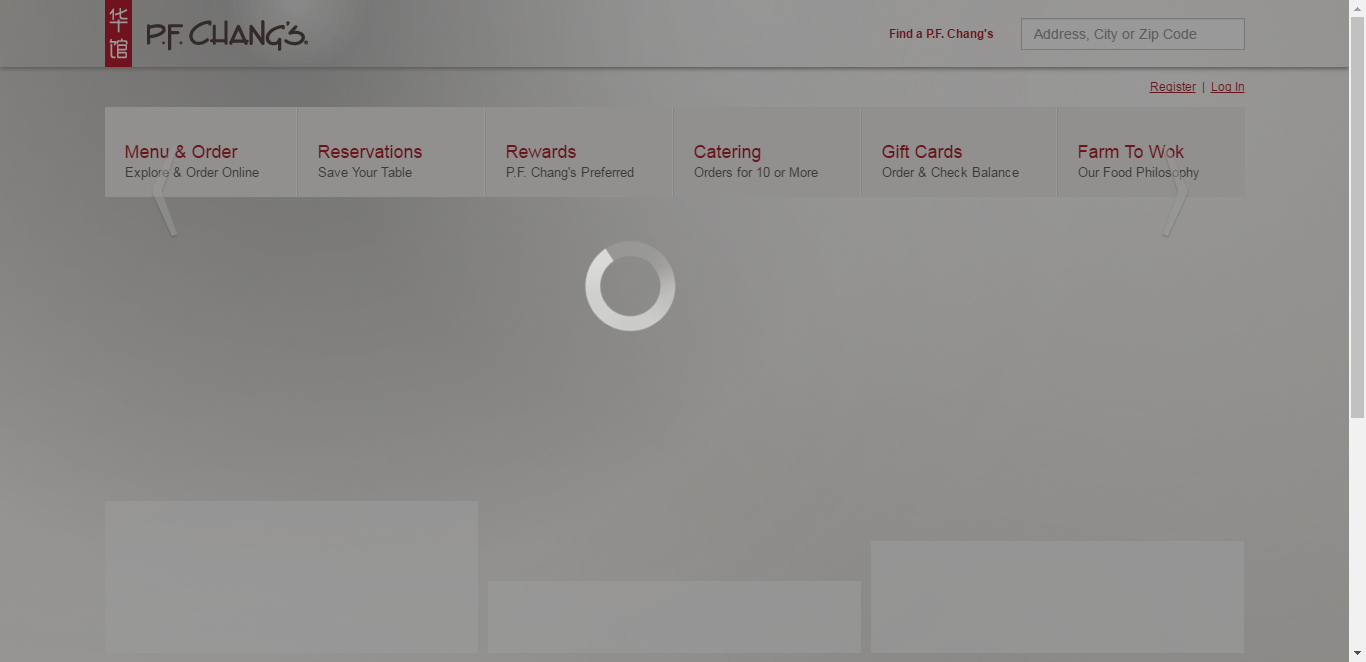 华
馆
P.F. CHANG'S
Find a P.F. Chang's
Address, City or Zip Code
Register | Log In
Menu & Order
Explore & Order Online
Reservations
Save Your Table
Rewards
P.F. Chang's Preferred
Catering
Orders for 10 or More
Gift Cards
Order & Check Balance
Farm To Wok
Our Food Philosophy